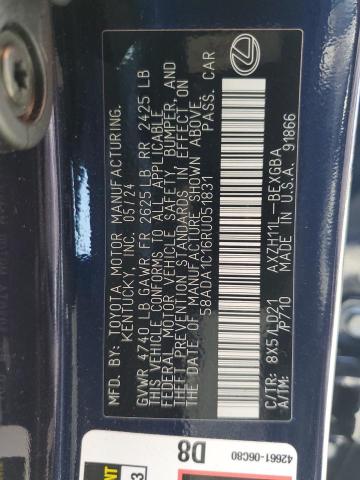 MFD. BY: TOYOTA MOTOR MANUFACTURING.
KENTUCKY, INC. 05/24
GVWR 4740 LB GAWR FR 2625 LB RR 2425 LB
THIS VEHICLE CONFORMS TO ALL APPLICABLE
FEDERAL MOTOR VEHICLE SAFETY, BUMPER, AND
THEFT PREVENTION STANDARDS IN EFFECT ON
THE DATE OF MANUFACTURE SHOWN ABOVE.
58ADA1C16RU051831 PASS. CAR
C/TR: 8X5/LD21 AXZH11L-BEXGBA
A/TM: /P710 MADE IN U.S.A. 91866
D8
42661-06C80
3